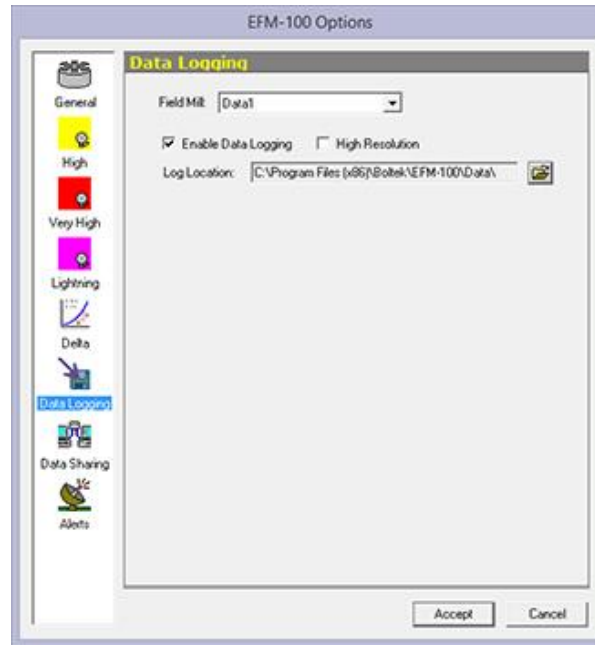 EFM-100 Options
General
High
Very High
Lightning
Delta
Data Logging
Data Sharing
Alerts
Data Logging
Field Mill: Data1
Enable Data Logging High Resolution
Log Location: C:\Program Files (x86)\Boltek\EFM-100\Data\
Accept Cancel